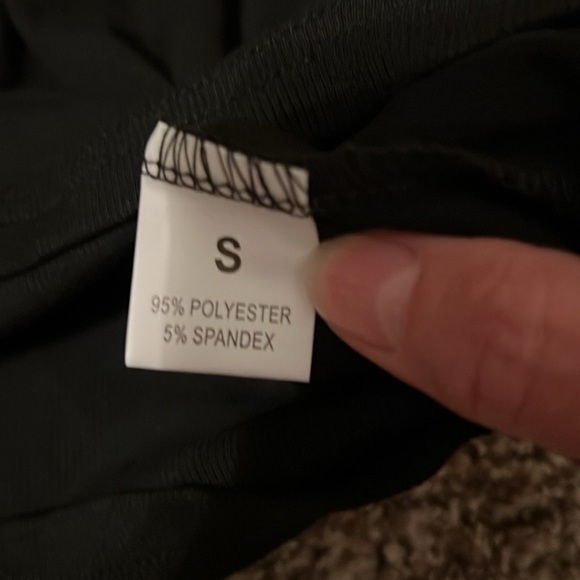 S
95% POLYESTER
5% SPANDEX